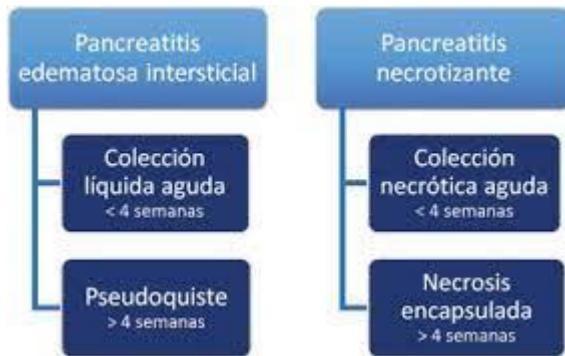 Pancreatitis
edematosa intersticial
Colección
líquida aguda
< 4 semanas
Pseudoquiste
> 4 semanas
Pancreatitis
necrotizante
Colección
necrótica aguda
< 4 semanas
Necrosis
encapsulada
> 4 semanas